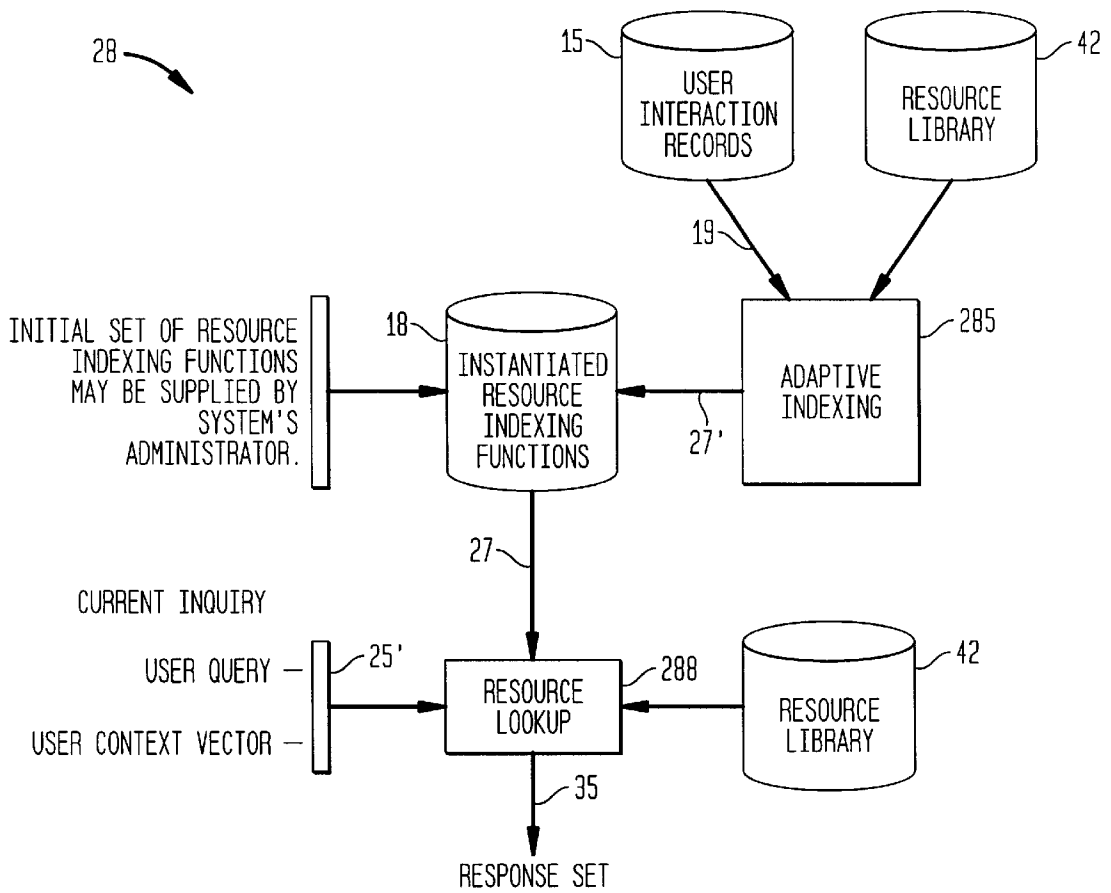 28
15
USER
INTERACTION
RECORDS
42
RESOURCE
LIBRARY
19
INITIAL SET OF RESOURCE
INDEXING FUNCTIONS
MAY BE SUPPLIED BY
SYSTEM'S
ADMINISTRATOR.
18
INSTANTIATED
RESOURCE
INDEXING
FUNCTIONS
27'
285
ADAPTIVE
INDEXING
27
CURRENT INQUIRY
USER QUERY
25'
USER CONTEXT VECTOR
288
RESOURCE
LOOKUP
42
RESOURCE
LIBRARY
35
RESPONSE SET